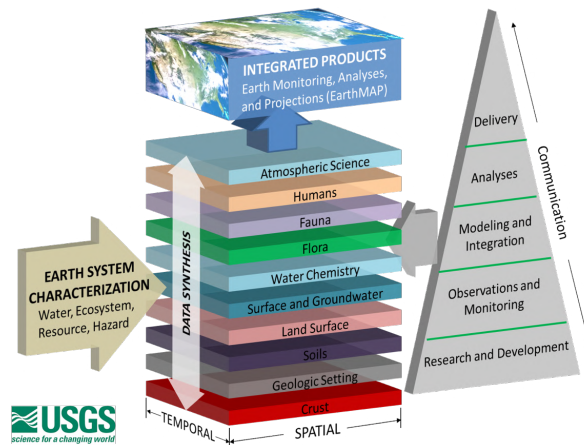 INTEGRATED PRODUCTS
Earth Monitoring, Analyses,
and Projections (EarthMAP)
Atmospheric Science
Humans
Fauna
Flora
Water Chemistry
Surface and Groundwater
Land Surface
Soils
Geologic Setting
Crust
DATA SYNTHESIS
TEMPORAL
SPATIAL
EARTH SYSTEM
CHARACTERIZATION
Water, Ecosystem,
Resource, Hazard
Delivery
Analyses
Modeling and
Integration
Observations and
Monitoring
Research and Development
Communication
USGS
science for a changing world